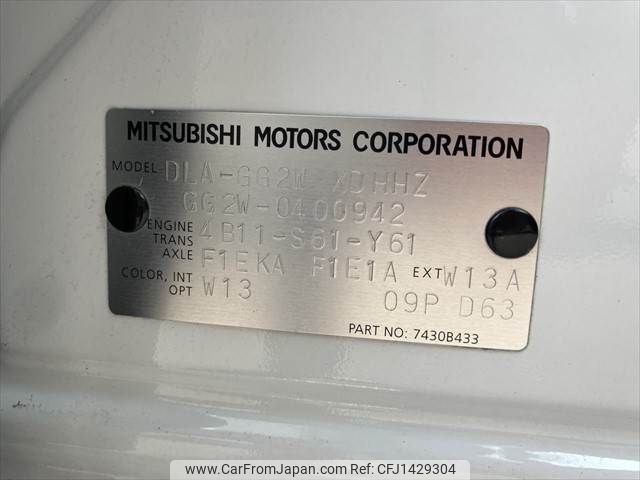 MITSUBISHI MOTORS CORPORATION
MODEL DLA-GG2W XDHHZ
GG2W-0400942
ENGINE 4B11-S61-Y61
TRANS
AXLE F1EKA F1E1A EXT W13A
COLOR, INT W13
OPT 09P D63
PART NO: 7430B433
www.CarFromJapan.com CFJ1429304